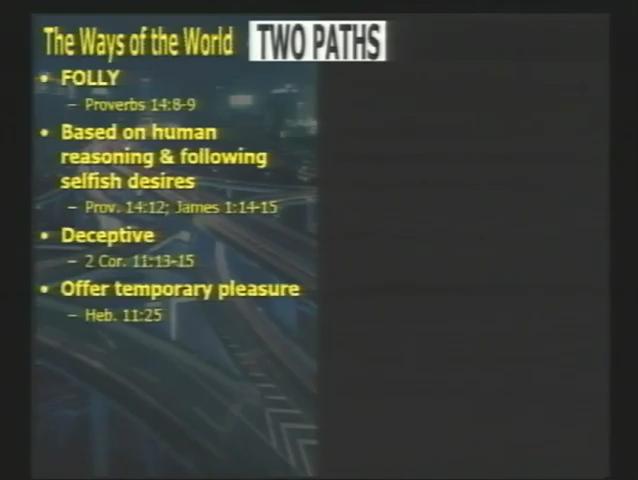 The Ways of the World TWO PATHS
• FOLLY
– Proverbs 14:8-9
• Based on human
reasoning & following
selfish desires
– Prov. 14:12; James 1:14-15
• Deceptive
– 2 Cor. 11:13-15
• Offer temporary pleasure
– Heb. 11:25